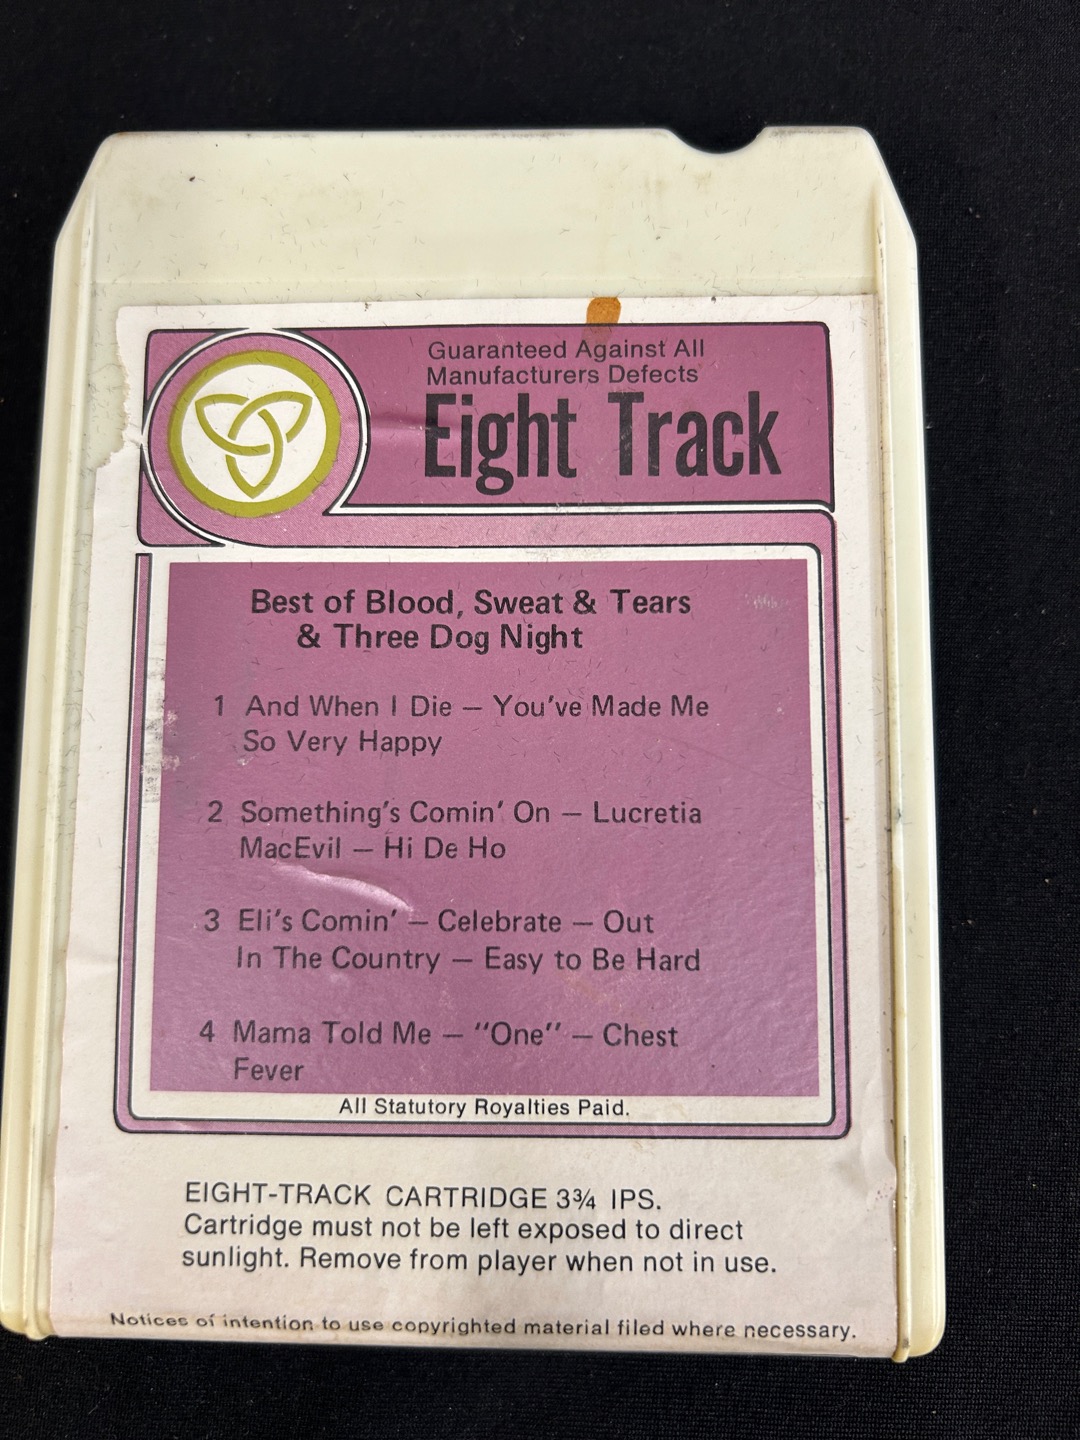 Guaranteed Against All
Manufacturers Defects
Eight Track
Best of Blood, Sweat & Tears
& Three Dog Night
1 And When I Die – You've Made Me
So Very Happy
2 Something's Comin' On – Lucretia
MacEvil – Hi De Ho
3 Eli's Comin' – Celebrate – Out
In The Country – Easy to Be Hard
4 Mama Told Me – "One" – Chest
Fever
All Statutory Royalties Paid.
EIGHT-TRACK CARTRIDGE 3¾ IPS.
Cartridge must not be left exposed to direct
sunlight. Remove from player when not in use.
Notices of intention to use copyrighted material filed where necessary.